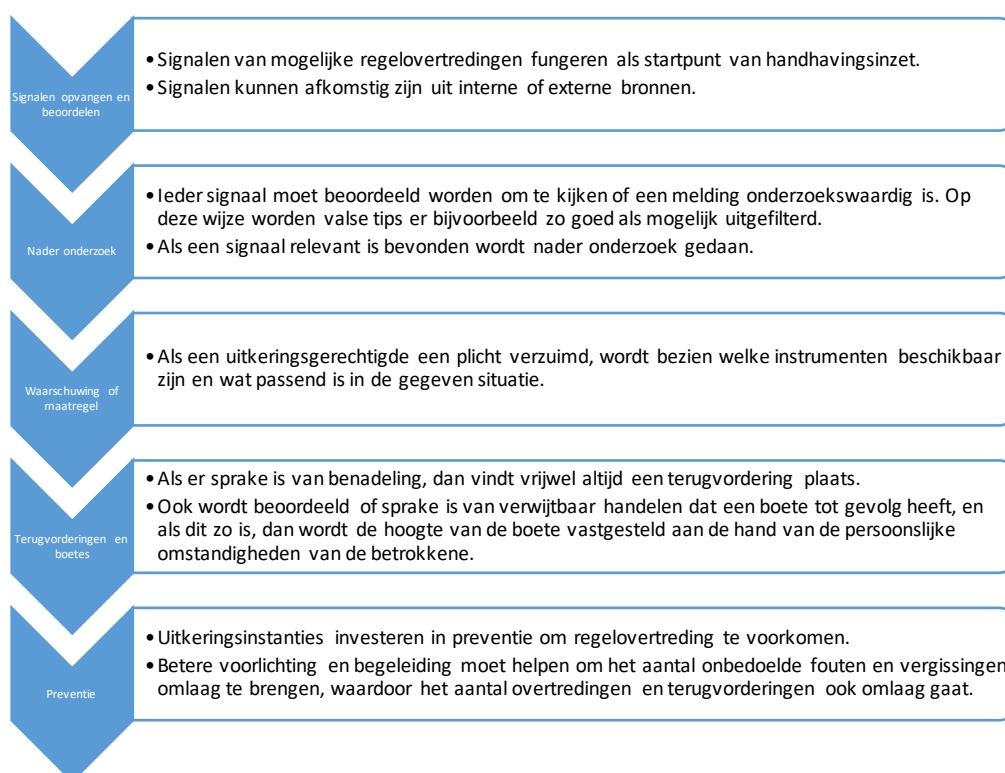 Signalen opvangen en
beoordelen
• Signalen van mogelijke regelovertredingen fungeren als startpunt van handhavingsinzet.
• Signalen kunnen afkomstig zijn uit interne of externe bronnen.
Nader onderzoek
• Ieder signaal moet beoordeeld worden om te kijken of een melding onderzoekswaardig is. Op
deze wijze worden valse tips er bijvoorbeeld zo goed als mogelijk uitgefilterd.
• Als een signaal relevant is bevonden wordt nader onderzoek gedaan.
Waarschuwing of
maatregel
• Als een uitkeringsgerechtigde een plicht verzuimd, wordt bezien welke instrumenten beschikbaar
zijn en wat passend is in de gegeven situatie.
Terugvorderingen en
boetes
• Als er sprake is van benadeling, dan vindt vrijwel altijd een terugvordering plaats.
• Ook wordt beoordeeld of sprake is van verwijtbaar handelen dat een boete tot gevolg heeft, en
als dit zo is, dan wordt de hoogte van de boete vastgesteld aan de hand van de persoonslijke
omstandigheden van de betrokkene.
Preventie
• Uitkeringsinstanties investeren in preventie om regelovertreding te voorkomen.
• Betere voorlichting en begeleiding moet helpen om het aantal onbedoelde fouten en vergissingen
omlaag te brengen, waardoor het aantal overtredingen en terugvorderingen ook omlaag gaat.